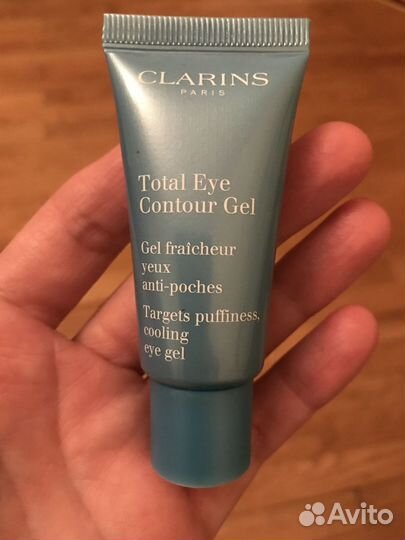 CLARINS
PARIS
Total Eye
Contour Gel
Gel fraîcheur
yeux
anti-poches
Targets puffiness,
cooling
eye gel
Avito